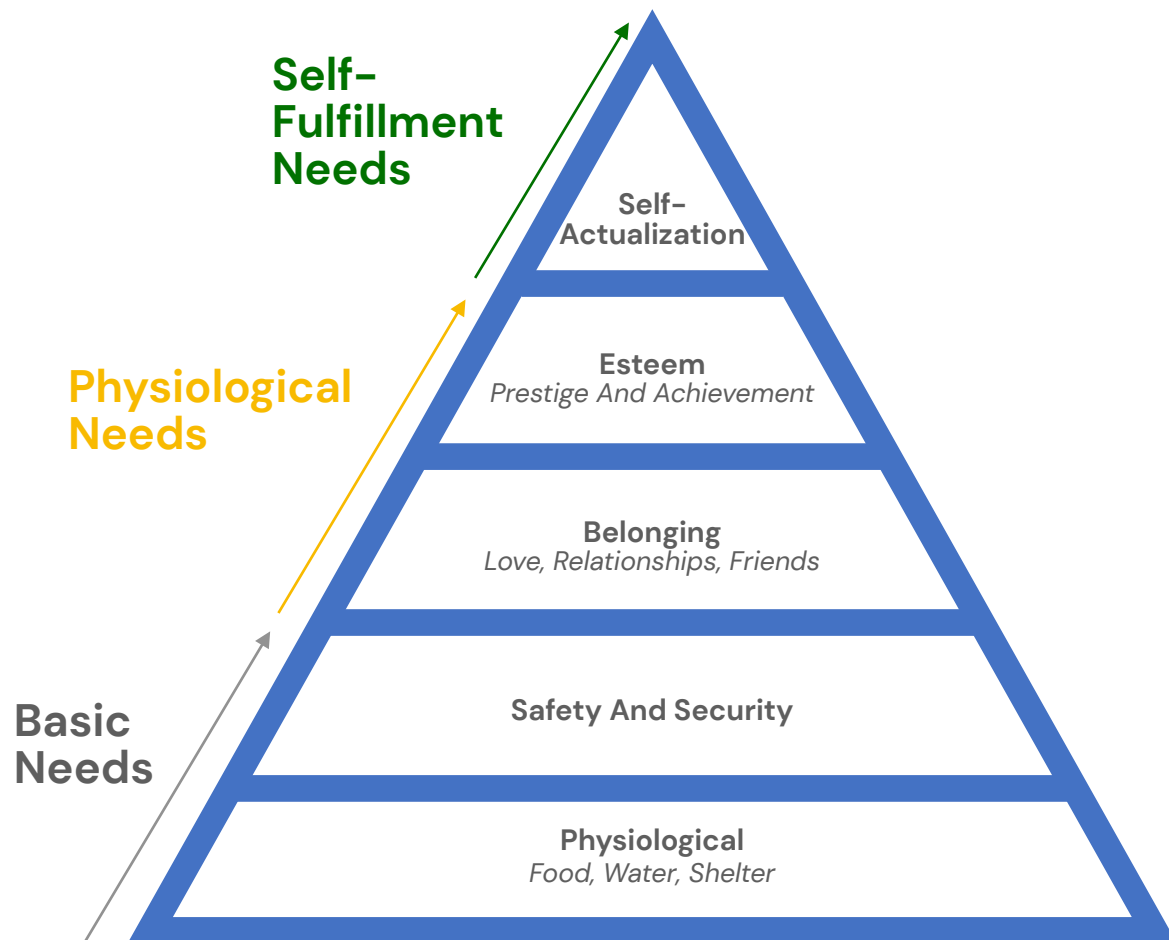 Self-
Fulfillment
Needs
Self-
Actualization
Physiological
Needs
Esteem
Prestige And Achievement
Belonging
Love, Relationships, Friends
Basic
Needs
Safety And Security
Physiological
Food, Water, Shelter